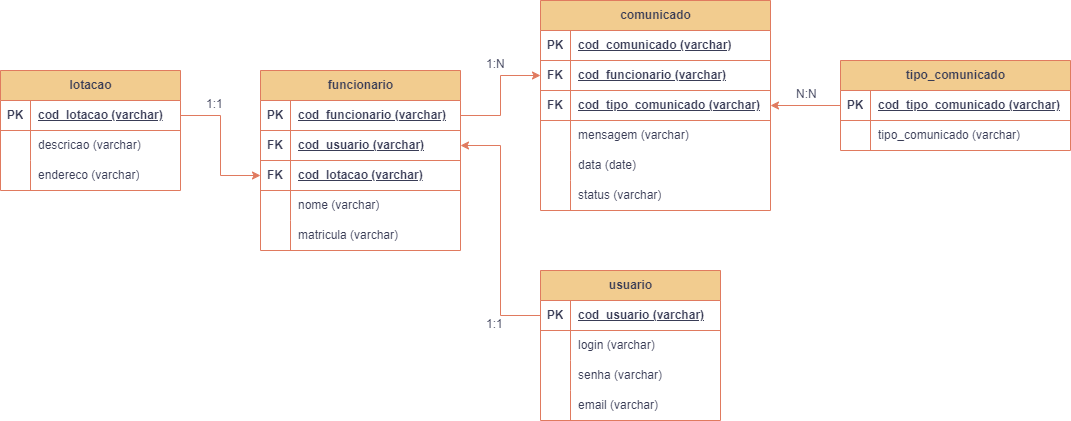 lotacao
PK cod_lotacao (varchar)
descricao (varchar)
endereco (varchar)
1:1
funcionario
PK cod_funcionario (varchar)
FK cod_usuario (varchar)
FK cod_lotacao (varchar)
nome (varchar)
matricula (varchar)
1:N
comunicado
PK cod_comunicado (varchar)
FK cod_funcionario (varchar)
FK cod_tipo_comunicado (varchar)
mensagem (varchar)
data (date)
status (varchar)
N:N
tipo_comunicado
PK cod_tipo_comunicado (varchar)
tipo_comunicado (varchar)
1:1
usuario
PK cod_usuario (varchar)
login (varchar)
senha (varchar)
email (varchar)